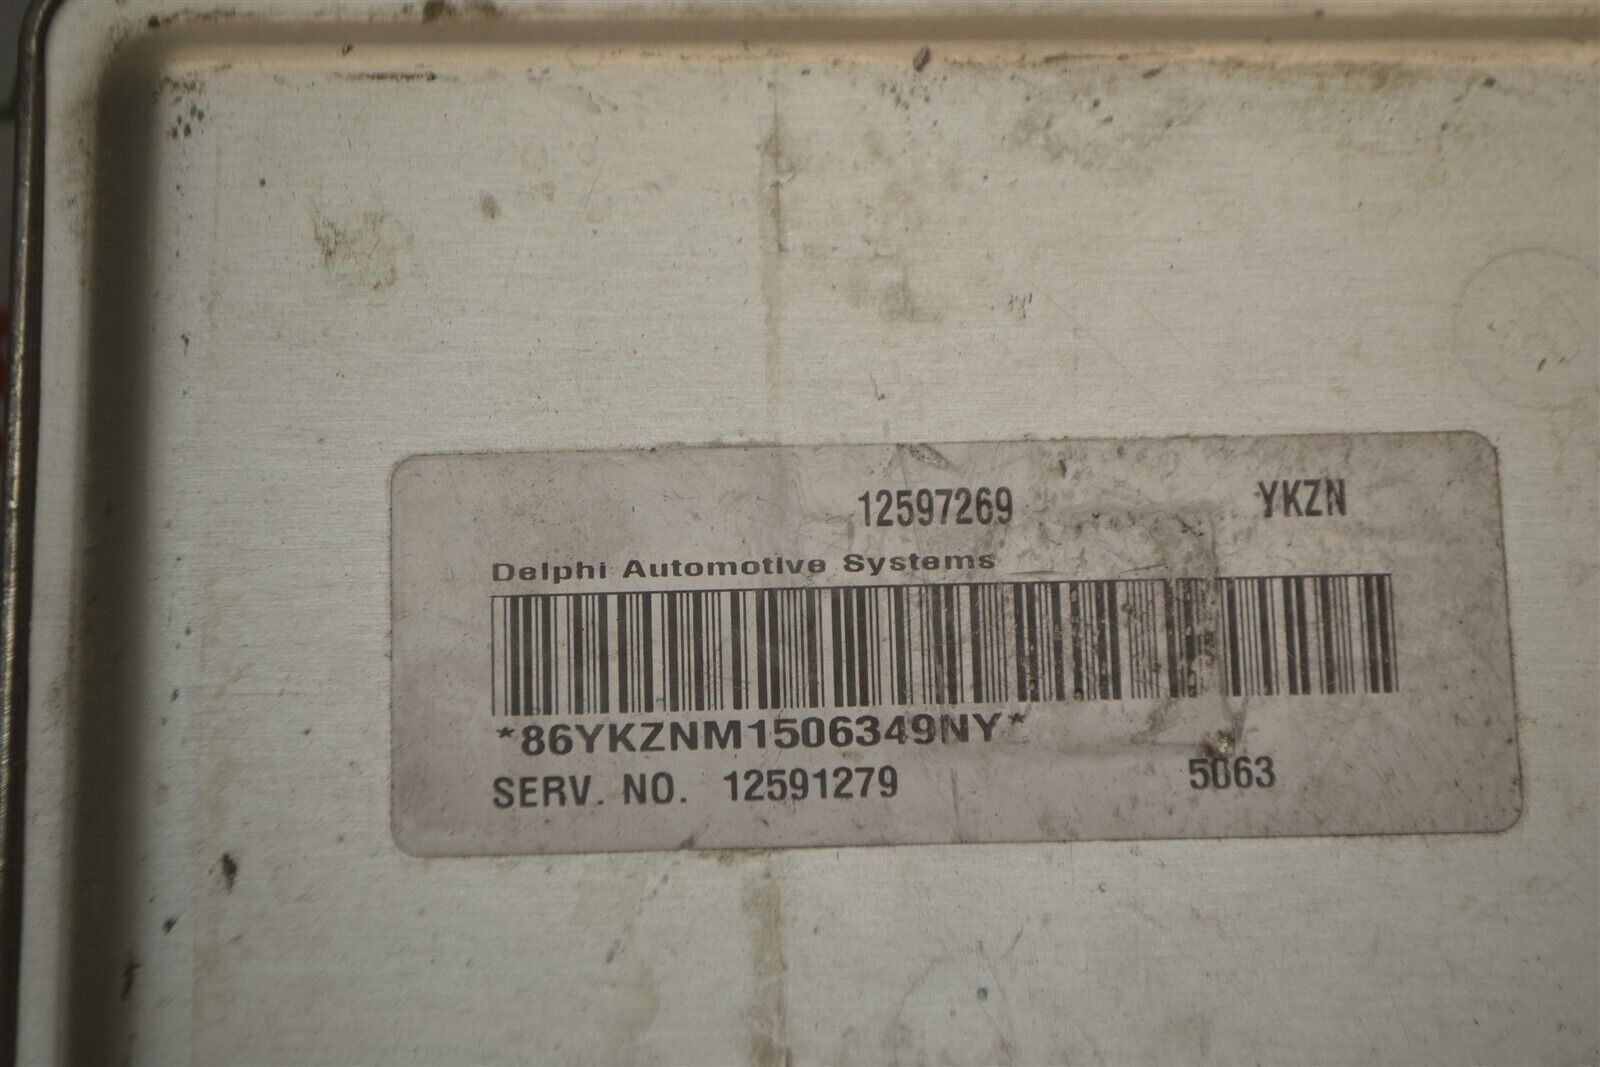 12597269 YKZN
Delphi Automotive Systems
*86YKZNM1506349NY*
SERV. NO. 12591279 5063